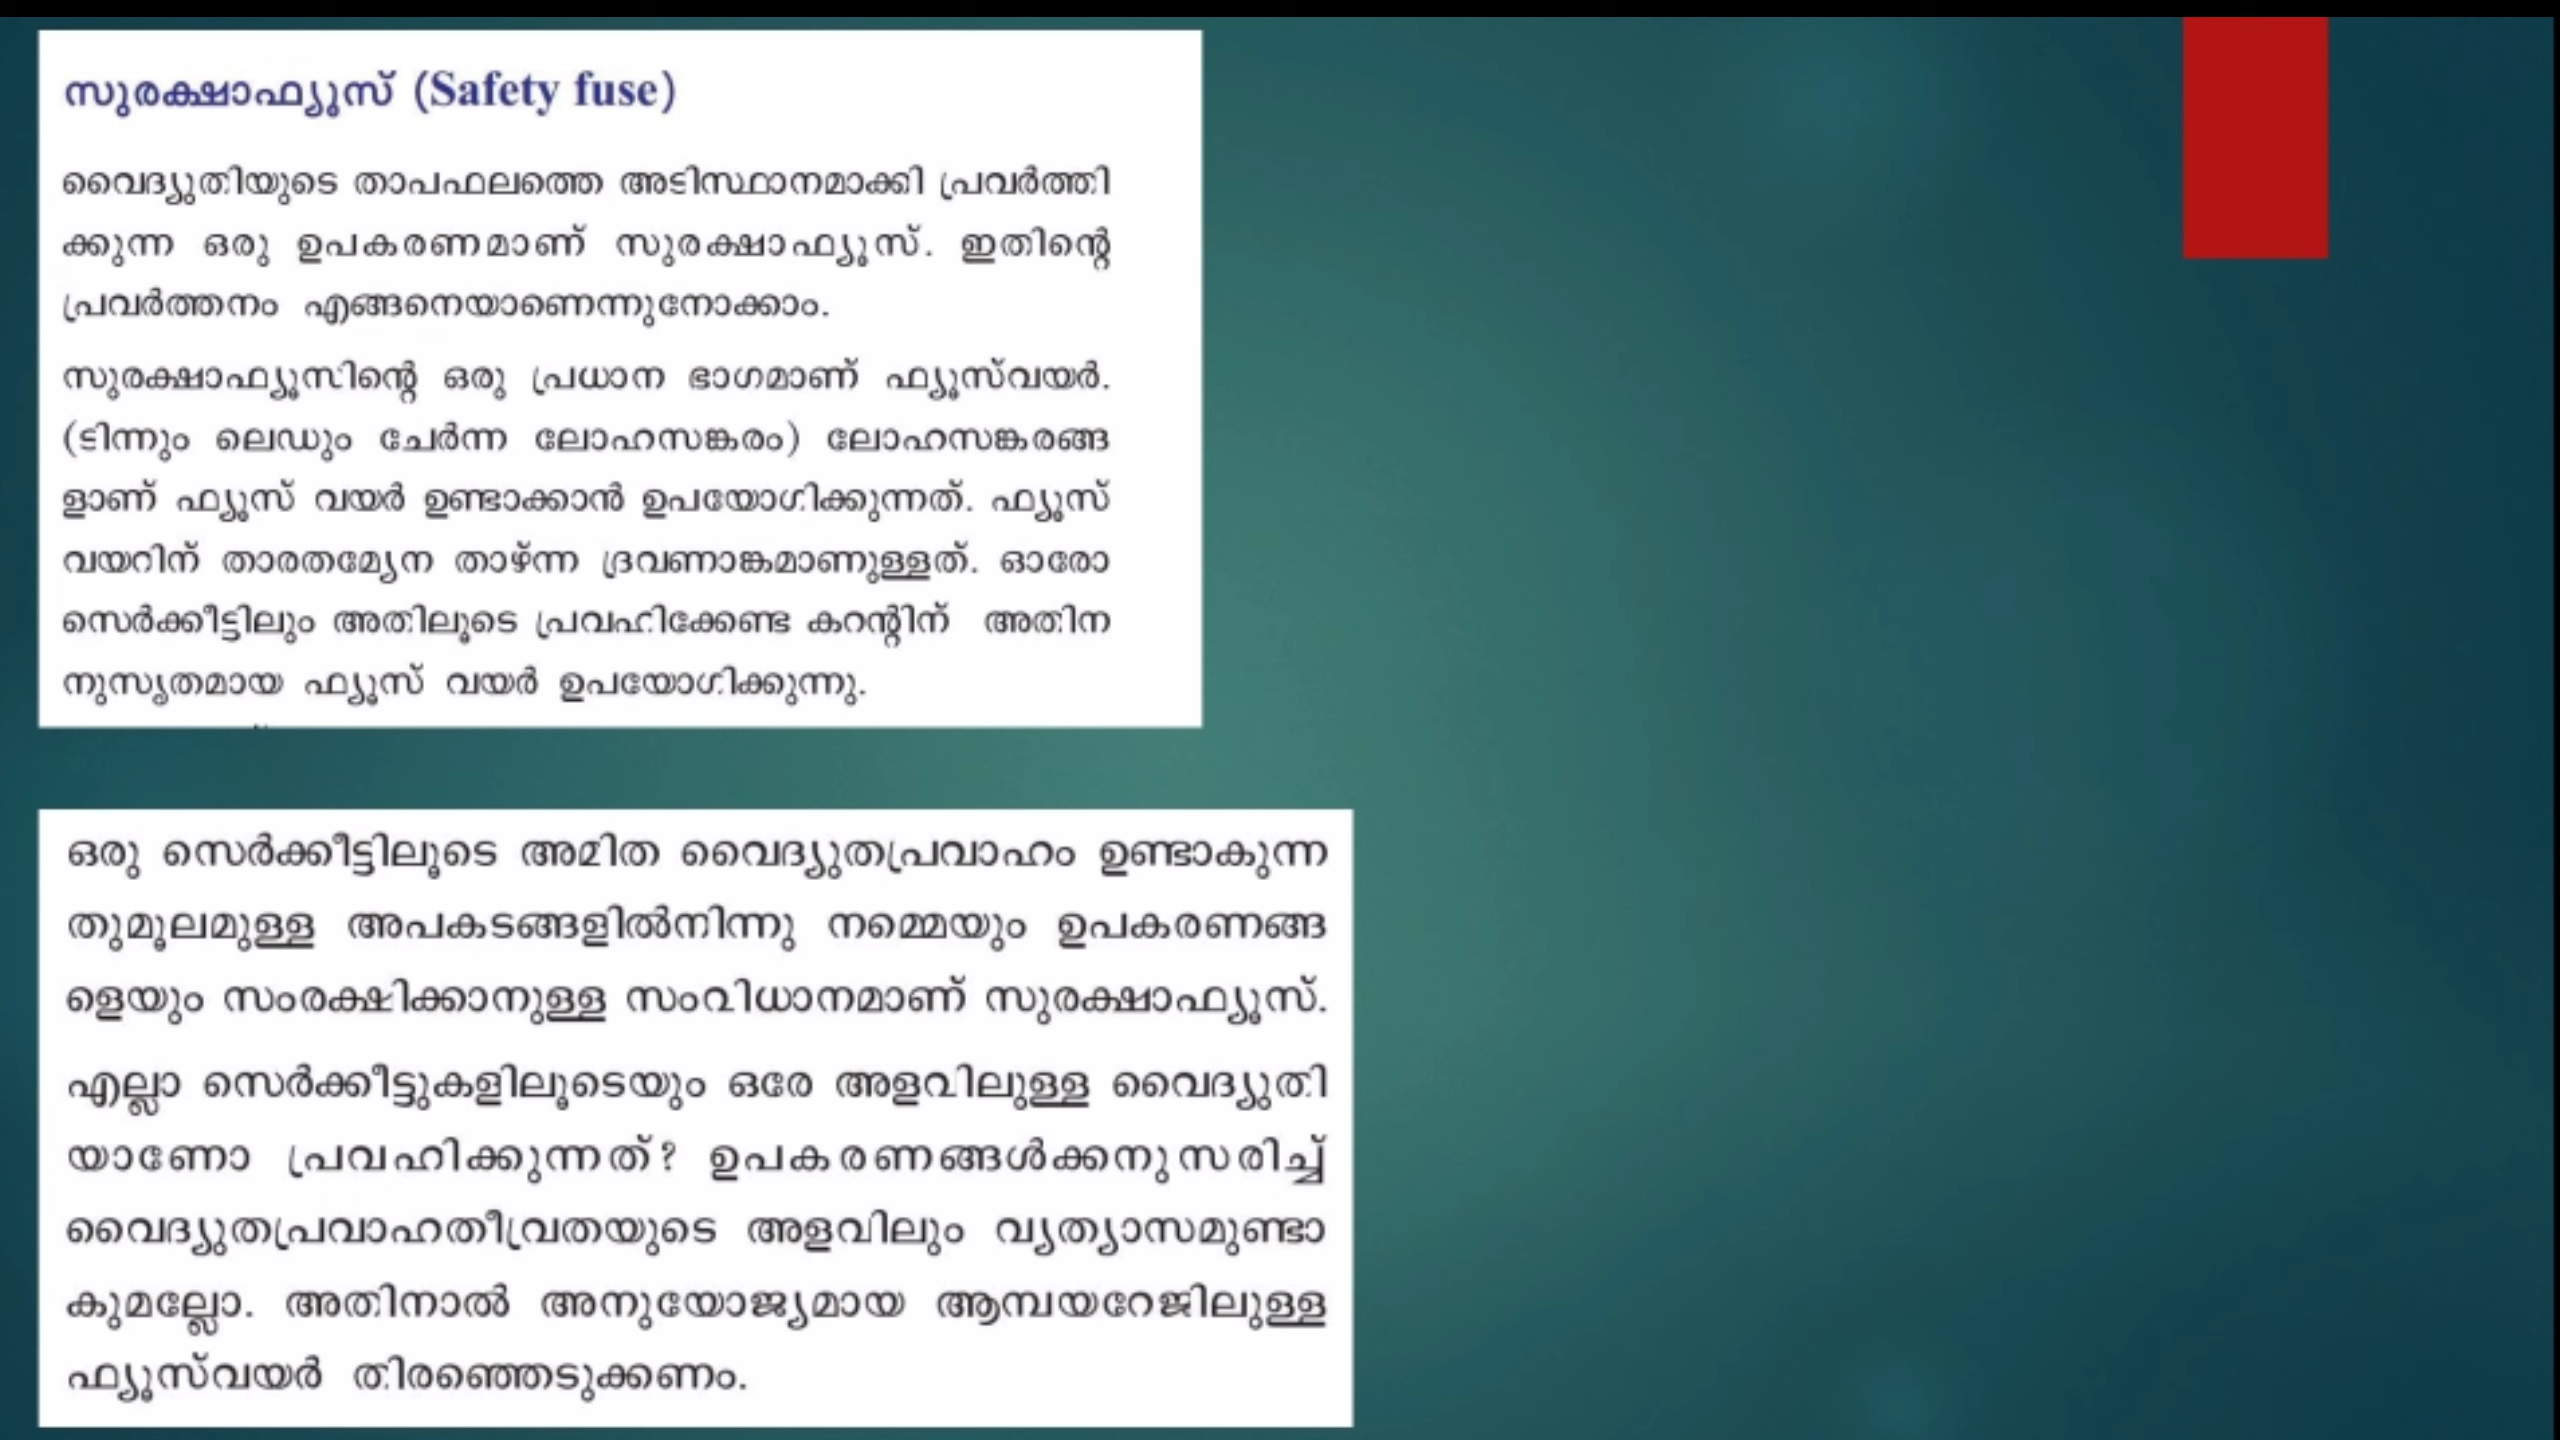 സുരക്ഷാഫ്യൂസ് (Safety fuse)
വൈദ്യുതിയുടെ താപഫലത്തെ അടിസ്ഥാനമാക്കി പ്രവർത്തി
ക്കുന്ന ഒരു ഉപകരണമാണ് സുരക്ഷാഫ്യൂസ്. ഇതിന്റെ
പ്രവർത്തനം എങ്ങനെയാണെന്നുനോക്കാം.
സുരക്ഷാഫ്യൂസിന്റെ ഒരു പ്രധാന ഭാഗമാണ് ഫ്യൂസ്‌വയർ.
(ടിന്നും ലെഡും ചേർന്ന ലോഹസങ്കരം) ലോഹസങ്കരങ്ങ
ളാണ് ഫ്യൂസ് വയർ ഉണ്ടാക്കാൻ ഉപയോഗിക്കുന്നത്. ഫ്യൂസ്
വയറിന് താരതമ്യേന താഴ്ന്ന ദ്രവണാങ്കമാണുള്ളത്. ഓരോ
സെർക്കീട്ടിലും അതിലൂടെ പ്രവഹിക്കേണ്ട കറന്റിന് അതിന
നുസൃതമായ ഫ്യൂസ് വയർ ഉപയോഗിക്കുന്നു.
ഒരു സെർക്കീട്ടിലൂടെ അമിത വൈദ്യുതപ്രവാഹം ഉണ്ടാകുന്ന
തുമൂലമുള്ള അപകടങ്ങളിൽനിന്നു നമ്മെയും ഉപകരണങ്ങ
ളെയും സംരക്ഷിക്കാനുള്ള സംവിധാനമാണ് സുരക്ഷാഫ്യൂസ്.
എല്ലാ സെർക്കീട്ടുകളിലൂടെയും ഒരേ അളവിലുള്ള വൈദ്യുതി
യാണോ പ്രവഹിക്കുന്നത്? ഉപകരണങ്ങൾക്കനുസരിച്ച്
വൈദ്യുതപ്രവാഹതീവ്രതയുടെ അളവിലും വ്യത്യാസമുണ്ടാ
കുമല്ലോ. അതിനാൽ അനുയോജ്യമായ ആമ്പയറേജിലുള്ള
ഫ്യൂസ്‌വയർ തിരഞ്ഞെടുക്കണം.